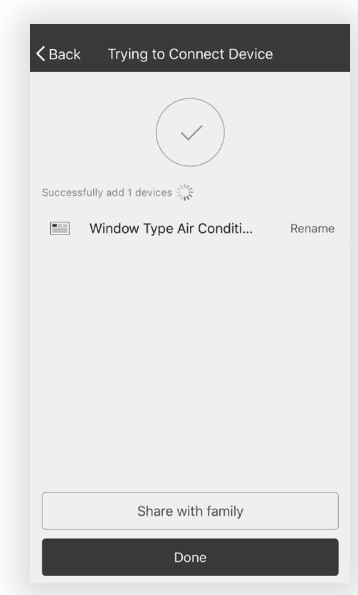 Back Trying to Connect Device
Successfully add 1 devices
Window Type Air Conditi... Rename
Share with family
Done